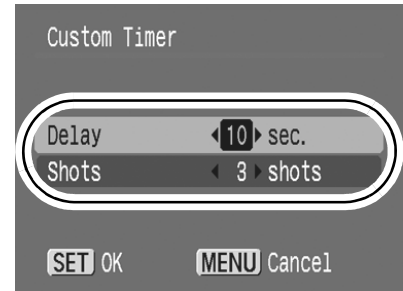 Custom Timer
Delay 10 sec.
Shots 3 shots
SET OK MENU Cancel